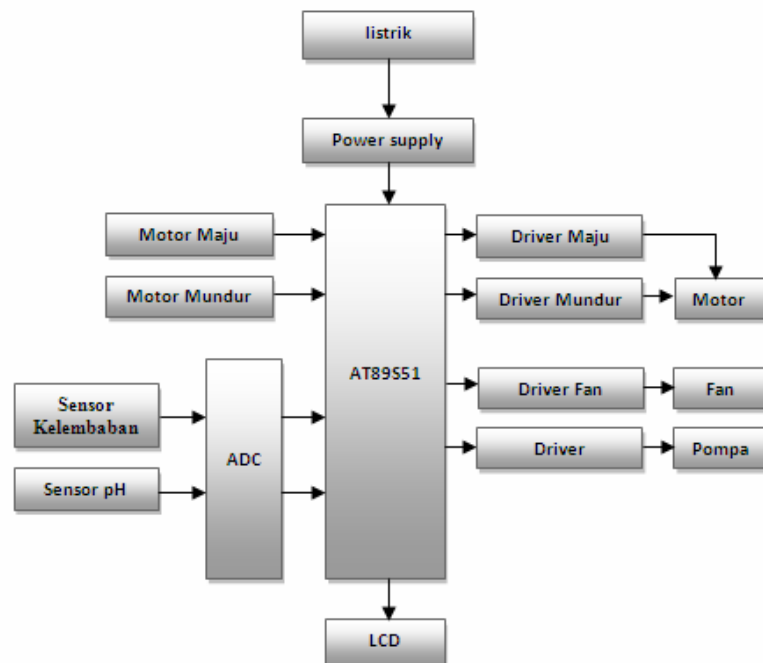 listrik
Power supply
Motor Maju
Driver Maju
Motor Mundur
Driver Mundur
Motor
AT89S51
Sensor
Kelembaban
Driver Fan
Fan
ADC
Driver
Pompa
Sensor pH
LCD